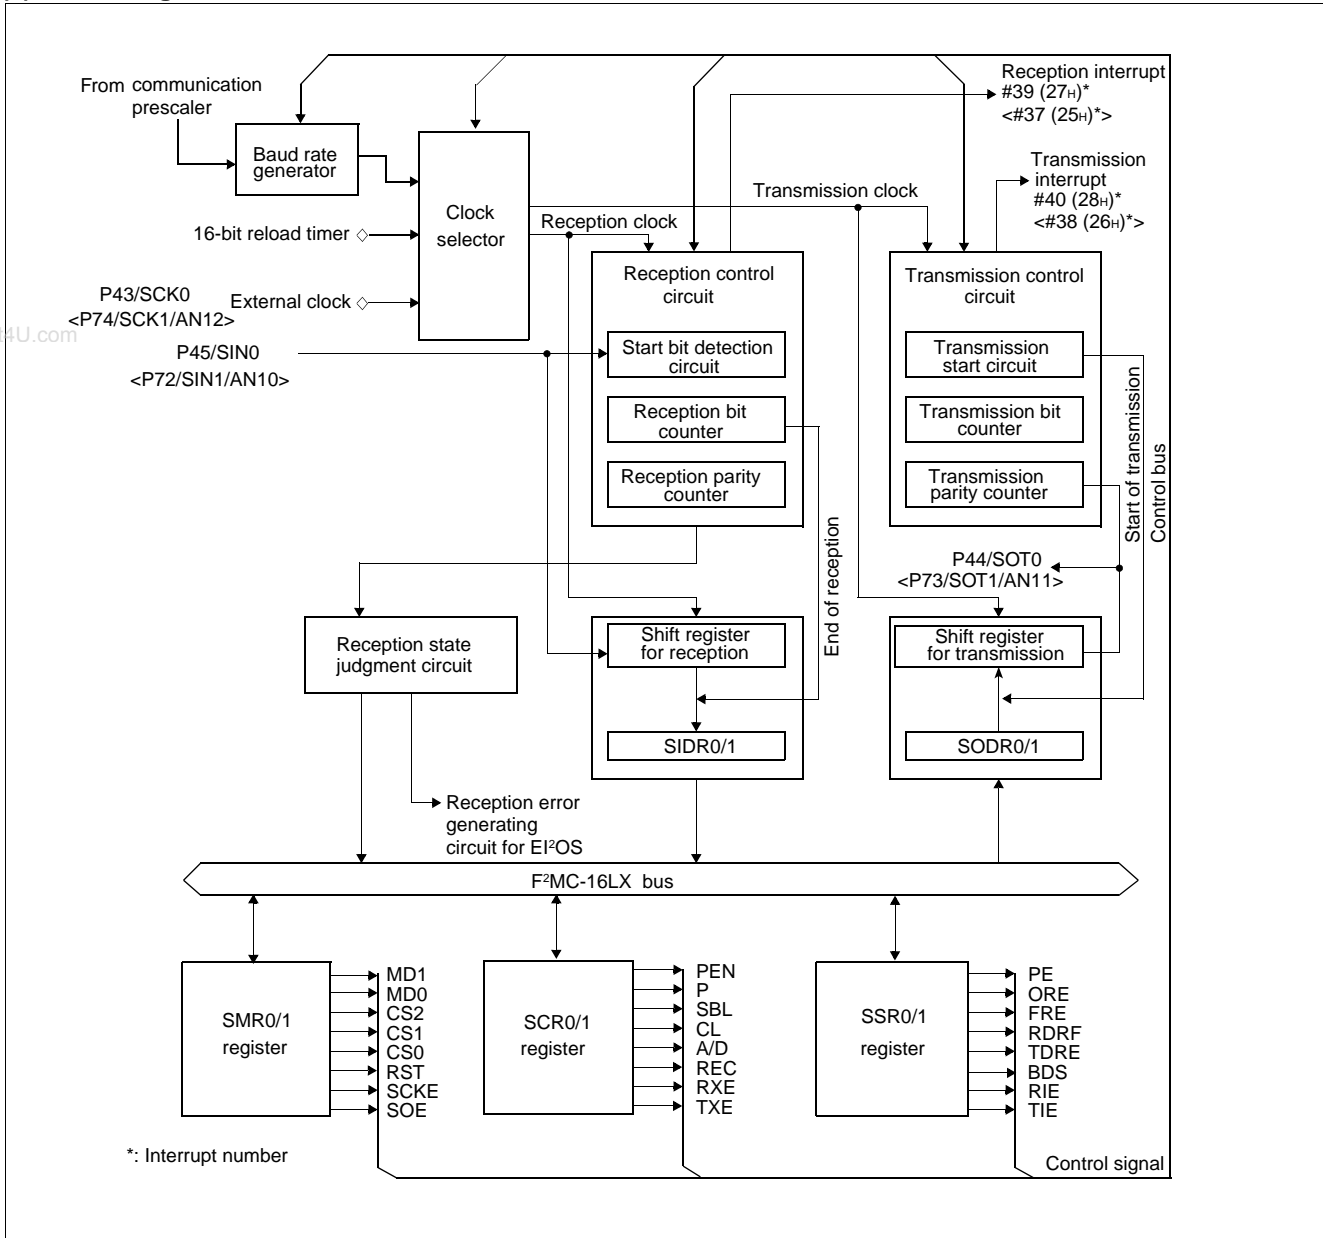 From communication
prescaler
Baud rate
generator
Clock
selector
16-bit reload timer
P43/SCK0
<P74/SCK1/AN12>
External clock
t4U.com
P45/SIN0
<P72/SIN1/AN10>
Reception clock
Transmission clock
Reception interrupt
#39 (27H)*
<#37 (25H)*>
Transmission
interrupt
#40 (28H)*
<#38 (26H)*>
Reception control
circuit
Start bit detection
circuit
Reception bit
counter
Reception parity
counter
Transmission control
circuit
Transmission
start circuit
Transmission bit
counter
Transmission
parity counter
End of reception
Start of transmission
Control bus
P44/SOT0
<P73/SOT1/AN11>
Reception state
judgment circuit
Shift register
for reception
SIDR0/1
Shift register
for transmission
SODR0/1
Reception error
generating
circuit for EI²OS
F²MC-16LX bus
SMR0/1
register
MD1
MD0
CS2
CS1
CS0
RST
SCKE
SOE
SCR0/1
register
PEN
P
SBL
CL
A/D
REC
RXE
TXE
SSR0/1
register
PE
ORE
FRE
RDRF
TDRE
BDS
RIE
TIE
*: Interrupt number
Control signal